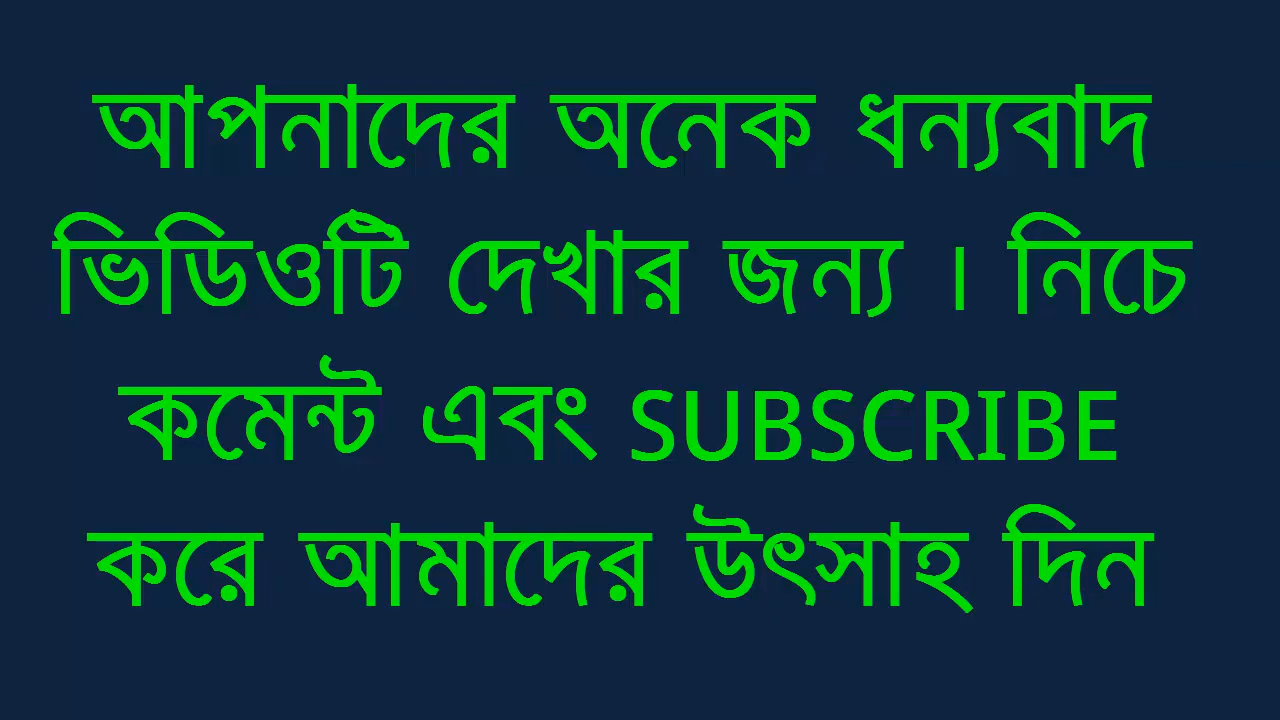 আপনাদের অনেক ধন্যবাদ
ভিডিওটি দেখার জন্য । নিচে
কমেন্ট এবং SUBSCRIBE
করে আমাদের উৎসাহ দিন